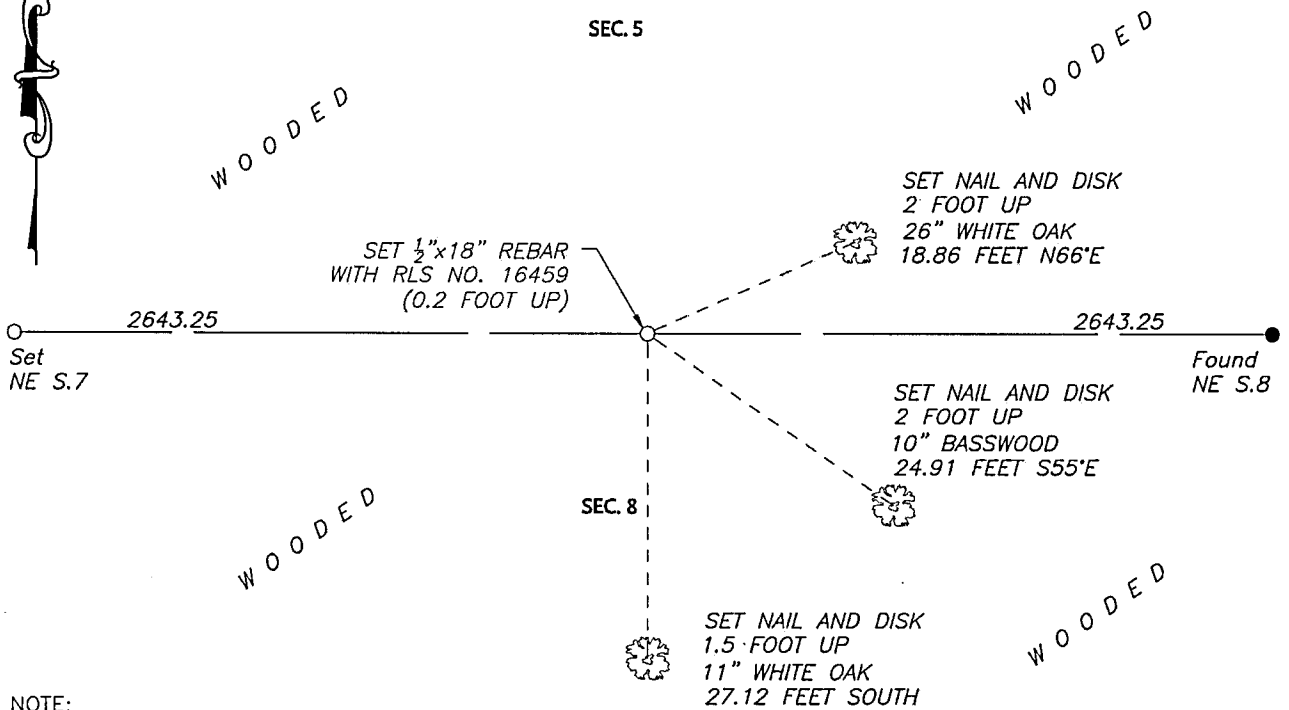 SEC. 5
WOODED
WOODED
SET NAIL AND DISK
2 FOOT UP
26" WHITE OAK
18.86 FEET N66°E
SET ½"x18" REBAR
WITH RLS NO. 16459
(0.2 FOOT UP)
2643.25
2643.25
Set
NE S.7
Found
NE S.8
SET NAIL AND DISK
2 FOOT UP
10" BASSWOOD
24.91 FEET S55°E
SEC. 8
WOODED
WOODED
SET NAIL AND DISK
1.5 FOOT UP
11" WHITE OAK
27.12 FEET SOUTH
NOTE: